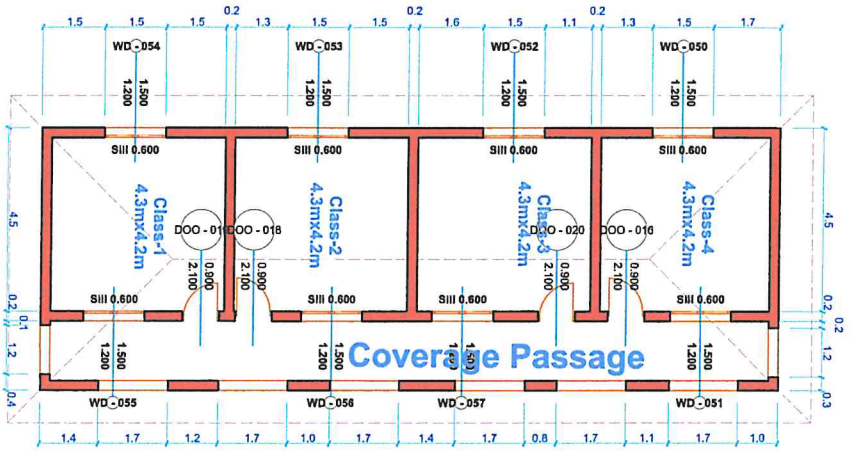 0.2 0.2 0.2
1.5 1.5 1.5 1.3 1.5 1.5 1.6 1.5 1.1 1.3 1.5 1.7
WD - 054 WD - 053 WD - 052 WD - 050
1.500 1.500 1.500 1.500
1.200 1.200 1.200 1.200
Sill 0.600 Sill 0.600 Sill 0.600 Sill 0.600
4.5 4.5
Class-1 Class-2 Class-3 Class-4
4.3mx4.2m 4.3mx4.2m 4.3mx4.2m 4.3mx4.2m
DOO - 01 DOO - 018 DOO - 020 DOO - 016
0.900 0.900 0.900 0.900
2.100 2.100 2.100 2.100
Sill 0.600 Sill 0.600 Sill 0.600 Sill 0.600
0.2 0.2
0.1 0.2
1.500 1.500 1.500 1.500
1.200 1.200 1.200 1.200
1.2 Coverage Passage 1.2
0.4 0.3
WD - 055 WD - 056 WD - 057 WD - 051
1.4 1.7 1.2 1.7 1.0 1.7 1.4 1.7 0.8 1.7 1.1 1.7 1.0